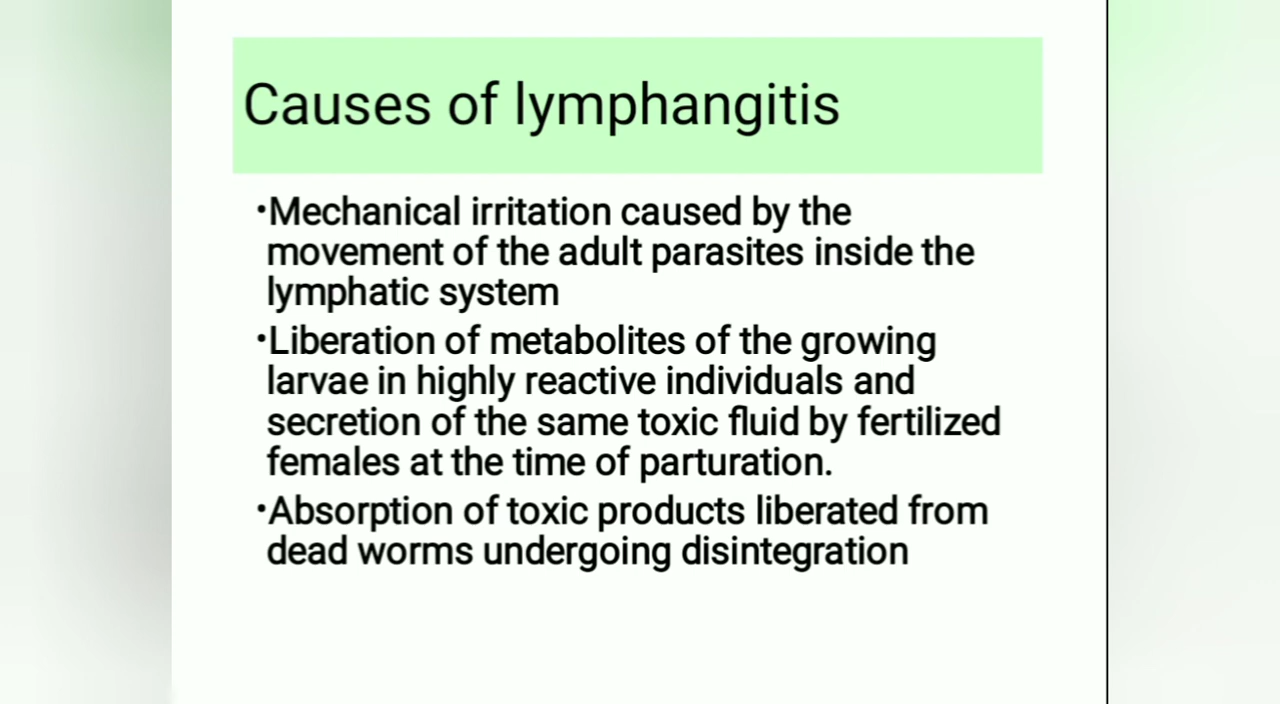 Causes of lymphangitis
•Mechanical irritation caused by the
movement of the adult parasites inside the
lymphatic system
•Liberation of metabolites of the growing
larvae in highly reactive individuals and
secretion of the same toxic fluid by fertilized
females at the time of parturation.
•Absorption of toxic products liberated from
dead worms undergoing disintegration